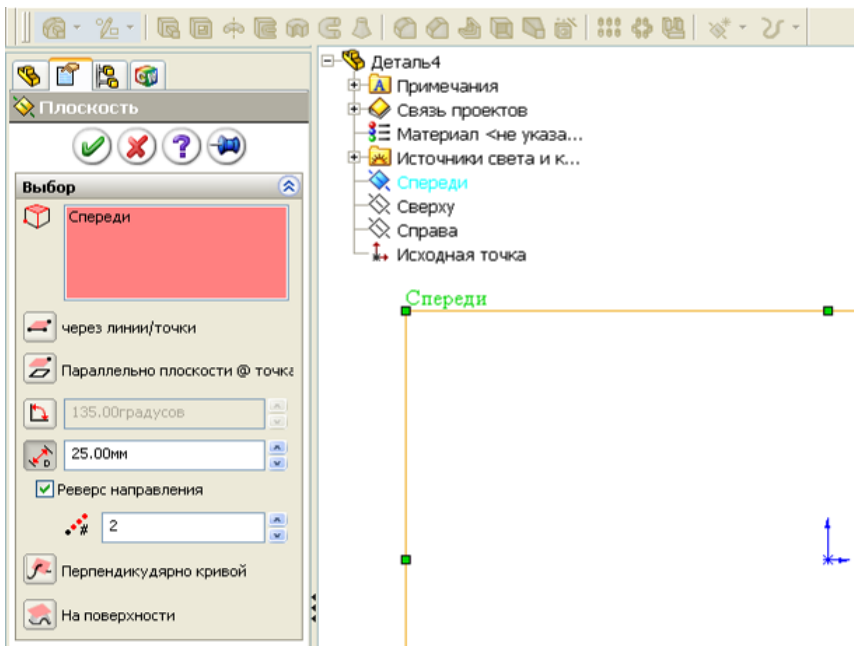 Плоскость
Выбор
Спереди
через линии/точки
Параллельно плоскости @ точка
135.00градусов
D
25.00мм
Реверс направления
#
2
Перпендикудярно кривой
На поверхности
Деталь4
A Примечания
Связь проектов
Материал <не указа...
Источники света и к...
Спереди
Сверху
Справа
Исходная точка
Спереди